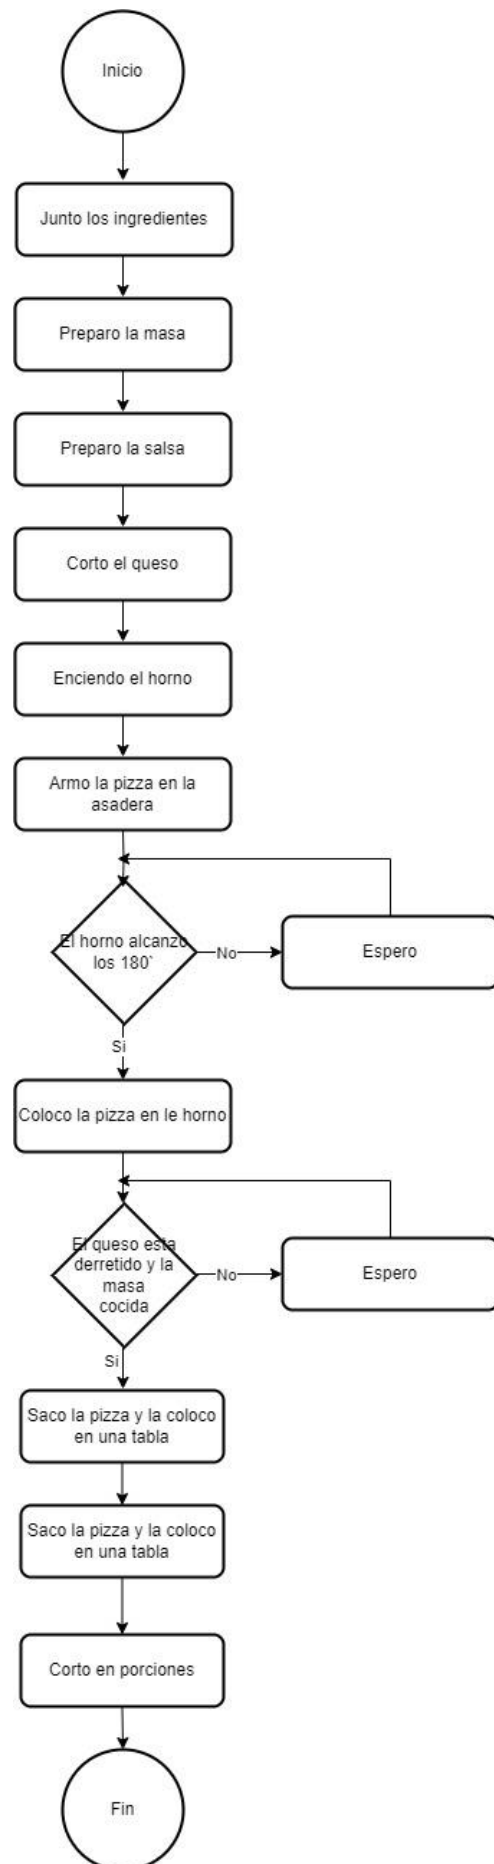 Inicio
Junto los ingredientes
Preparo la masa
Preparo la salsa
Corto el queso
Enciendo el horno
Armo la pizza en la
asadera
El horno alcanzo
los 180`
No
Espero
Si
Coloco la pizza en le horno
El queso esta
derretido y la
masa
cocida
No
Espero
Si
Saco la pizza y la coloco
en una tabla
Saco la pizza y la coloco
en una tabla
Corto en porciones
Fin